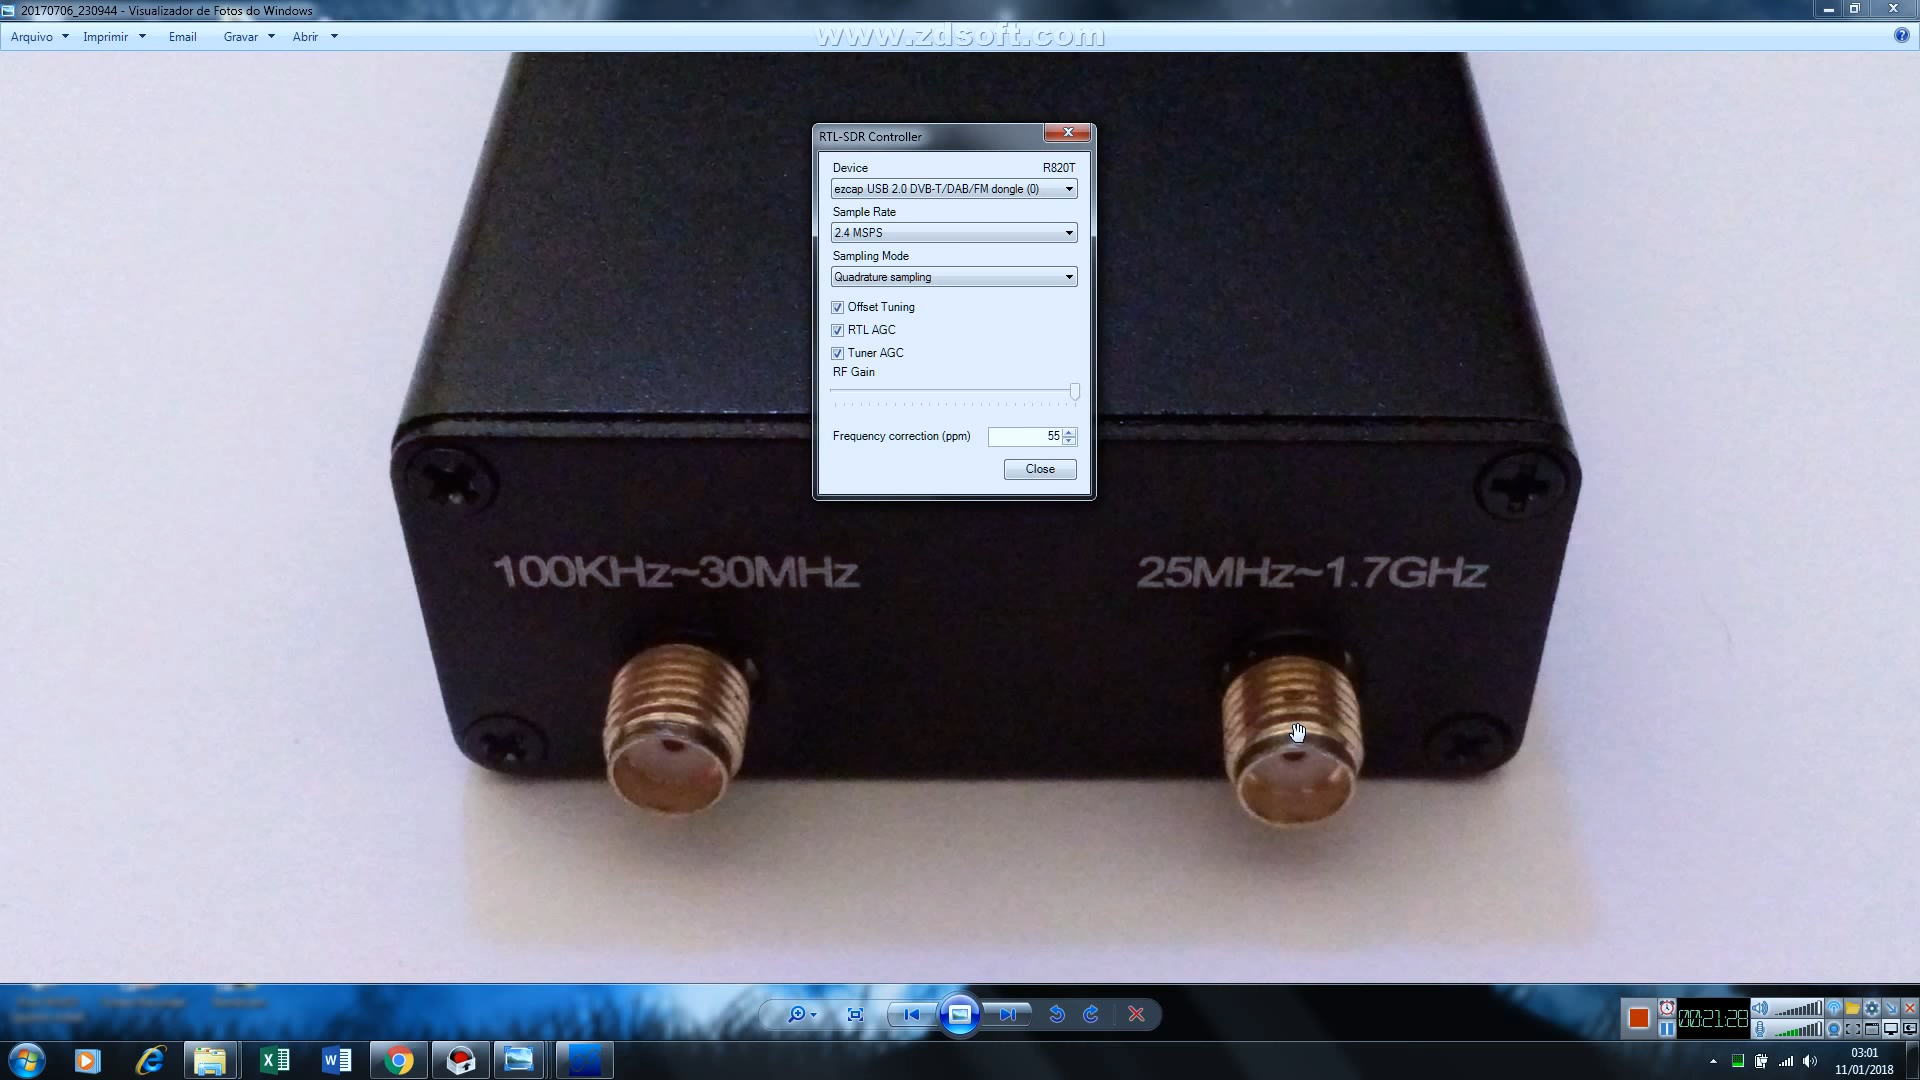 20170706_230944 - Visualizador de Fotos do Windows
Arquivo Imprimir Email Gravar Abrir
www.zdsoft.com
RTL-SDR Controller
Device R820T
ezcap USB 2.0 DVB-T/DAB/FM dongle (0)
Sample Rate
2.4 MSPS
Sampling Mode
Quadrature sampling
Offset Tuning
RTL AGC
Tuner AGC
RF Gain
Frequency correction (ppm) 55
Close
100KHz~30MHz 25MHz~1.7GHz
00:21:28
03:01
11/01/2018